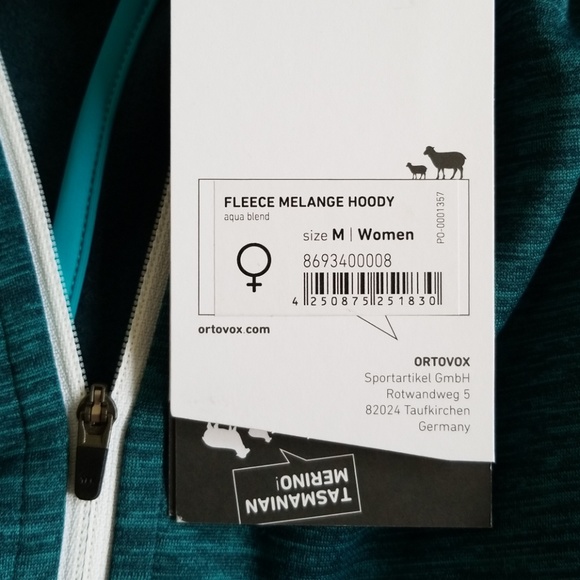 FLEECE MELANGE HOODY
aqua blend
size M | Women
8693400008
4 250875 251830
PO-0001357
ortovox.com
ORTOVOX
Sportartikel GmbH
Rotwandweg 5
82024 Taufkirchen
Germany
TASMANIAN
MERINO!